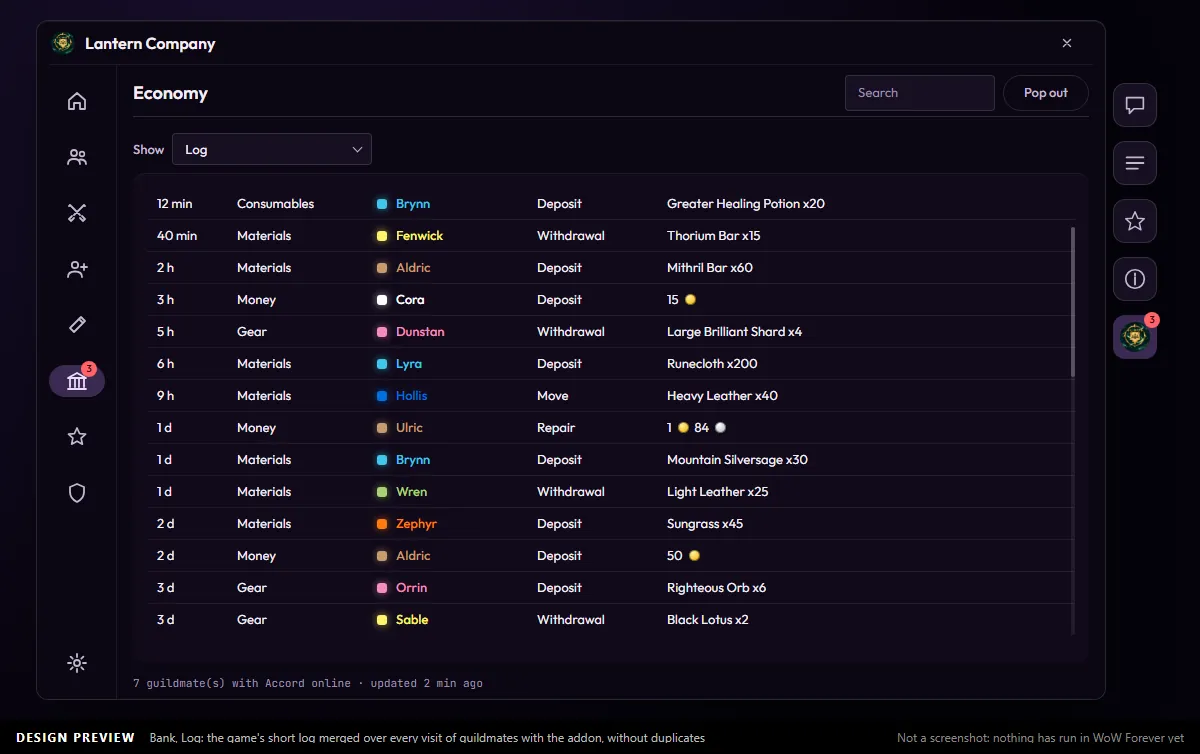 Lantern Company
Economy
Search
Pop out
Show
Log
12 min Consumables Brynn Deposit Greater Healing Potion x20
40 min Materials Fenwick Withdrawal Thorium Bar x15
2 h Materials Aldric Deposit Mithril Bar x60
3 h Money Cora Deposit 15
5 h Gear Dunstan Withdrawal Large Brilliant Shard x4
6 h Materials Lyra Deposit Runecloth x200
9 h Materials Hollis Move Heavy Leather x40
1 d Money Ulric Repair 1 84
1 d Materials Brynn Deposit Mountain Silversage x30
1 d Materials Wren Withdrawal Light Leather x25
2 d Materials Zephyr Deposit Sungrass x45
2 d Money Aldric Deposit 50
3 d Gear Orrin Deposit Righteous Orb x6
3 d Gear Sable Withdrawal Black Lotus x2
3
3
7 guildmate(s) with Accord online · updated 2 min ago
DESIGN PREVIEW Bank, Log: the game's short log merged over every visit of guildmates with the addon, without duplicates
Not a screenshot: nothing has run in WoW Forever yet